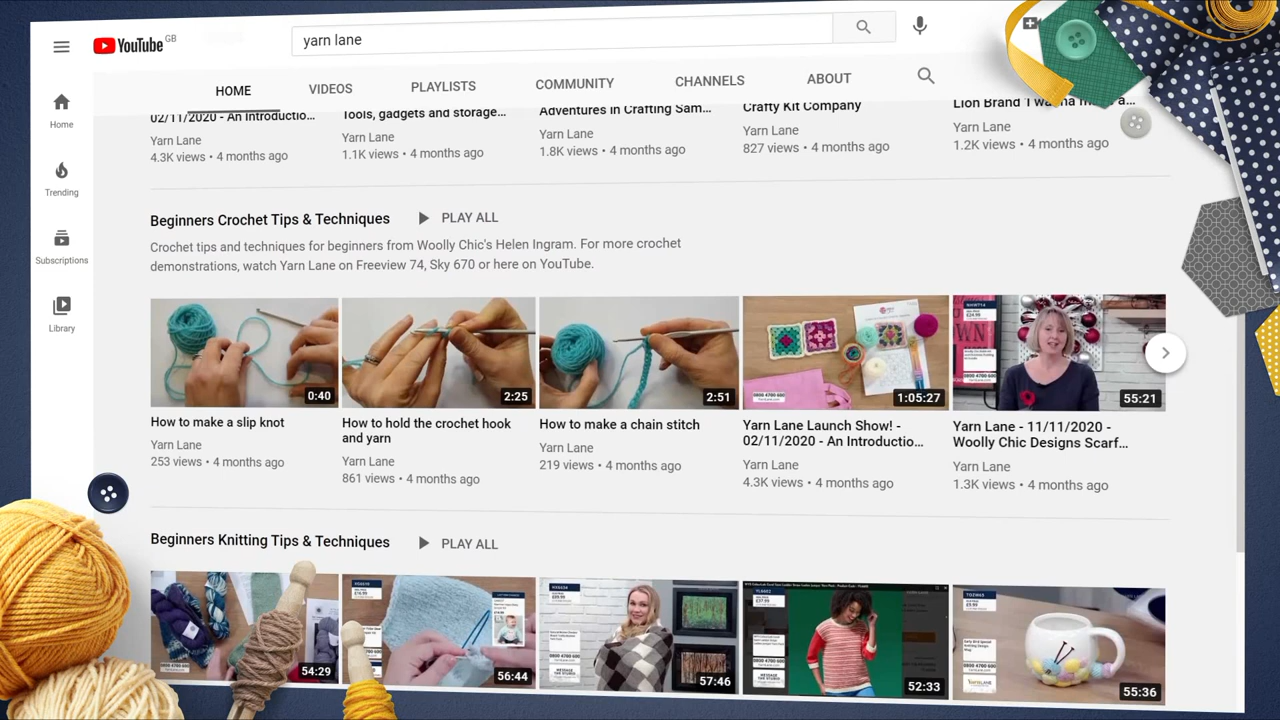 YouTube GB
yarn lane
HOME
VIDEOS
PLAYLISTS
COMMUNITY
CHANNELS
ABOUT
Home
Trending
Subscriptions
Library
02/11/2020 - An Introductio...
Yarn Lane
4.3K views • 4 months ago
Tools, gadgets and storage...
Yarn Lane
1.1K views • 4 months ago
Adventures in Crafting Sam...
Yarn Lane
1.8K views • 4 months ago
Crafty Kit Company
Yarn Lane
827 views • 4 months ago
Lion Brand 'I wanna
Yarn Lane
1.2K views • 4 months ago
Beginners Crochet Tips & Techniques
PLAY ALL
Crochet tips and techniques for beginners from Woolly Chic's Helen Ingram. For more crochet
demonstrations, watch Yarn Lane on Freeview 74, Sky 670 or here on YouTube.
0:40
How to make a slip knot
Yarn Lane
253 views • 4 months ago
2:25
How to hold the crochet hook
and yarn
Yarn Lane
861 views • 4 months ago
2:51
How to make a chain stitch
Yarn Lane
219 views • 4 months ago
1:05:27
Yarn Lane Launch Show! -
02/11/2020 - An Introductio...
Yarn Lane
4.3K views • 4 months ago
55:21
Yarn Lane - 11/11/2020 -
Woolly Chic Designs Scarf...
Yarn Lane
1.3K views • 4 months ago
Beginners Knitting Tips & Techniques
PLAY ALL
54:29
56:44
57:46
52:33
55:36